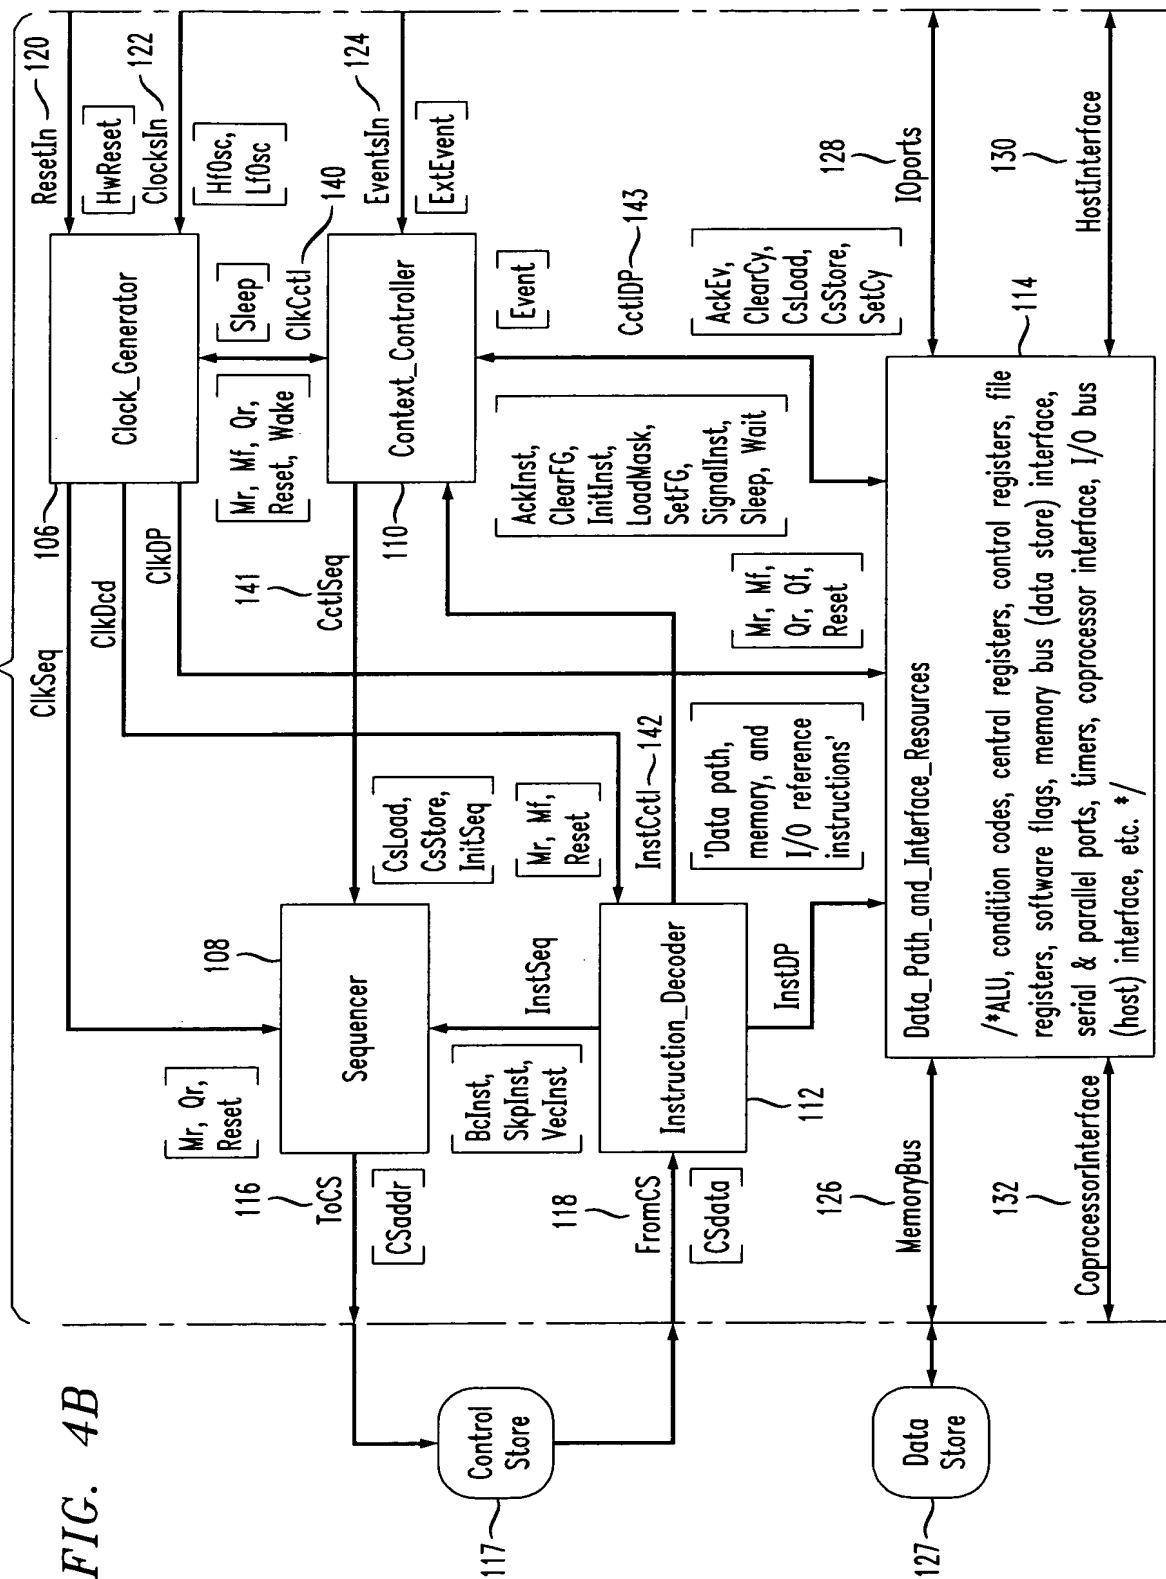 FIG. 4B
ResetIn
120
[HwReset]
ClocksIn
122
[HfOsc,
LfOsc]
EventsIn
124
[ExtEvent]
106
Clock_Generator
ClkSeq
ClkDcd
ClkDP
[Sleep]
ClkCctl
140
[Mr, Mf, Qr,
Reset, Wake]
110
Context_Controller
141
CctlSeq
[Event]
CctlDP
143
[AckEv,
ClearCy,
CsLoad,
CsStore,
SetCy]
[AckInst,
ClearFG,
InitInst,
LoadMask,
SetFG,
SignalInst,
Sleep, Wait]
[Mr, Mf,
Qr, Qf,
Reset]
[CsLoad,
CsStore,
InitSeq]
[Mr, Mf,
Reset]
InstCctl
142
['Data path,
memory, and
I/O reference
instructions']
108
Sequencer
[Mr, Qr,
Reset]
116
ToCS
[CSaddr]
InstSeq
[BcInst,
SkpInst,
VecInst]
Instruction_Decoder
112
InstDP
118
FromCS
[CSdata]
Control
Store
117
Data
Store
127
126
MemoryBus
132
CoprocessorInterface
128
IOports
130
HostInterface
114
Data_Path_and_Interface_Resources
/*ALU, condition codes, central registers, control registers, file
registers, software flags, memory bus (data store) interface,
serial & parallel ports, timers, coprocessor interface, I/O bus
(host) interface, etc. */